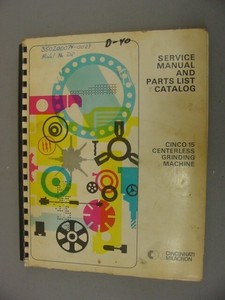 D-40
SERVICE
MANUAL
AND
PARTS LIST
CATALOG
CINCO 15
CENTERLESS
GRINDING
MACHINE
CINCINNATI
MILACRON